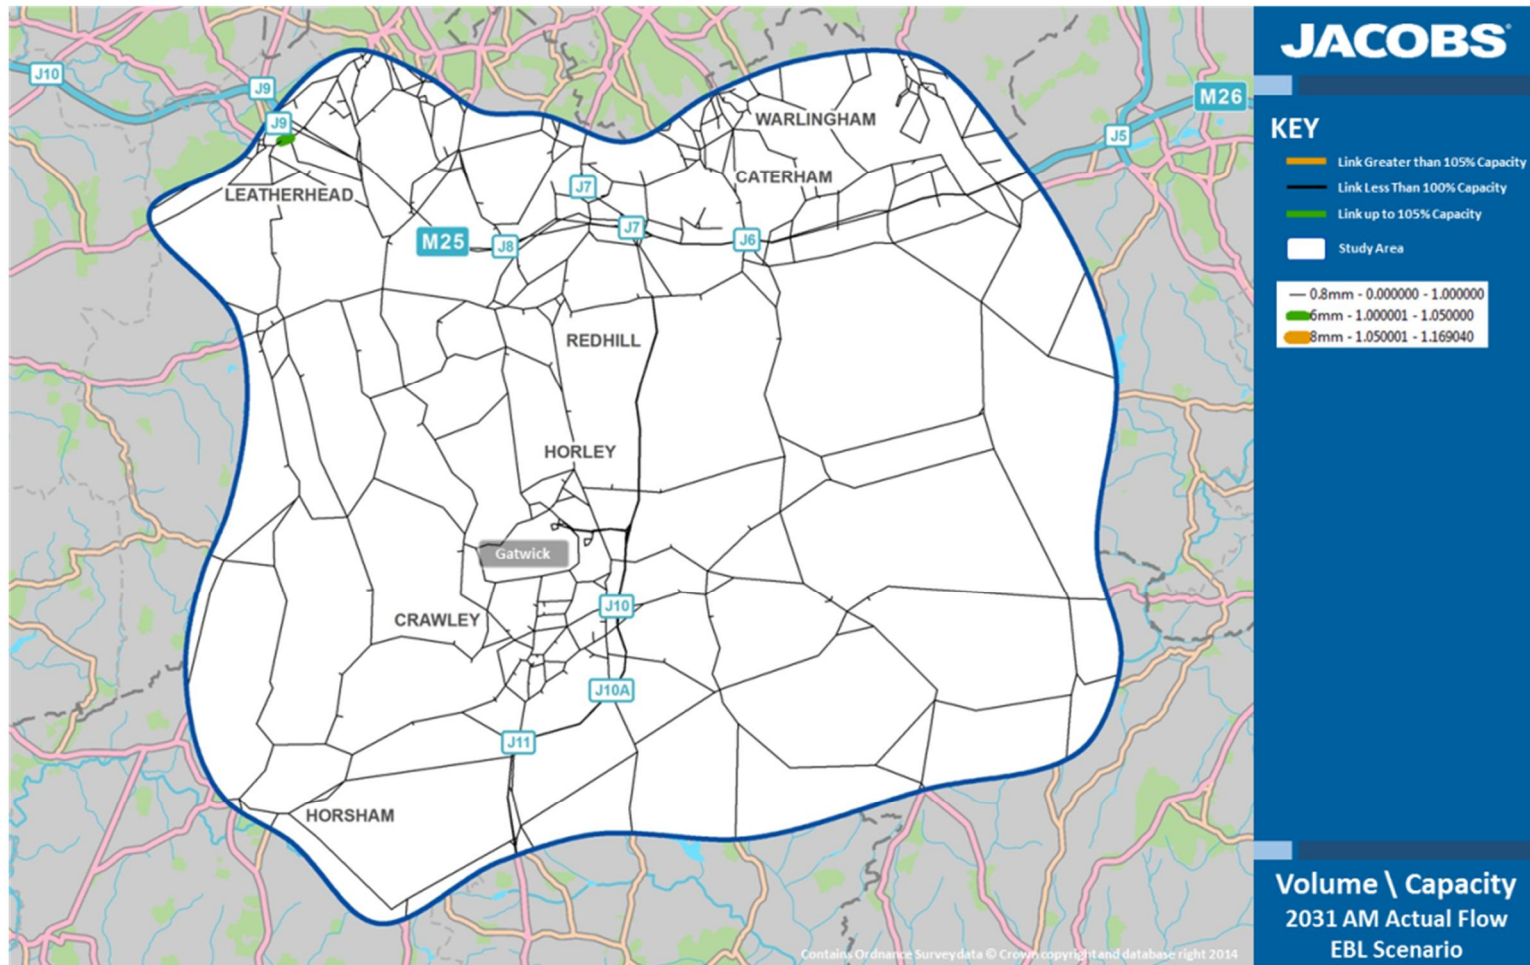 JACOBS
J10
J9
J9
M26
J5
WARLINGHAM
KEY
Link Greater than 105% Capacity
CATERHAM
J7
LEATHERHEAD
Link Less Than 100% Capacity
Link up to 105% Capacity
M25
J8
J7
J6
Study Area
0.8mm - 0.000000 - 1.000000
6mm - 1.000001 - 1.050000
8mm - 1.050001 - 1.169040
REDHILL
HORLEY
Gatwick
J10
CRAWLEY
J10A
J11
HORSHAM
Volume \ Capacity
2031 AM Actual Flow
EBL Scenario
Contains Ordnance Survey data © Crown copyright and database right 2014